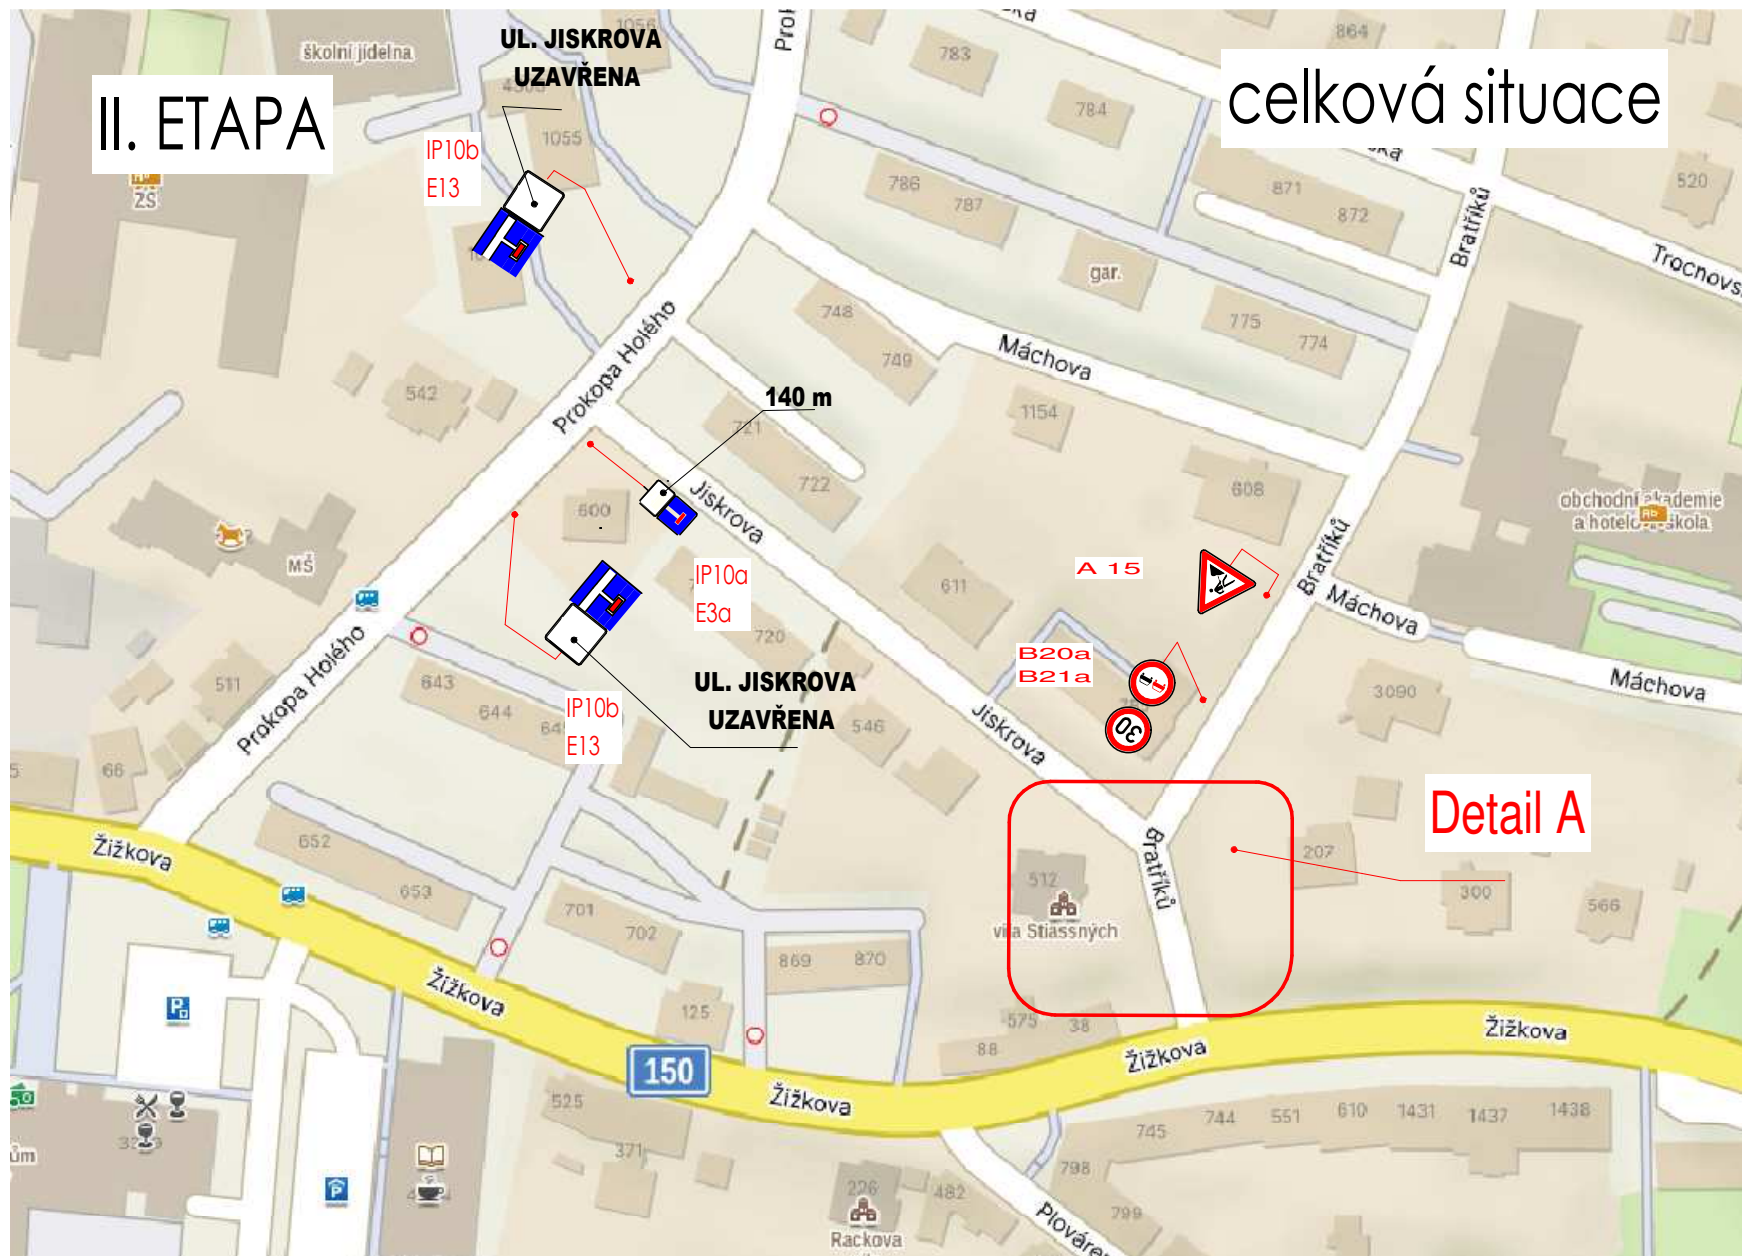 II. ETAPA
celková situace
UL. JISKROVA
UZAVŘENA
IP10b
E13
školní jídelna
1056
1055
ZŠ
783
784
864
786
787
871
872
520
gar.
775
774
748
749
Bratříků
Trocnovs
Máchova
Prokopa Holého
140 m
542
721
722
1154
600
Jiskrova
608
obchodní akademie
a hotelová škola
MŠ
IP10a
E3a
720
611
A 15
Bratříků
Máchova
Máchova
B20a
B21a
30
Prokopa Holého
511
643
644
IP10b
E13
UL. JISKROVA
UZAVŘENA
546
Jiskrova
3090
66
Žižkova
652
653
701
702
Detail A
207
300
566
Bratříků
512
vila Stiassných
869
870
Žižkova
125
575
38
88
Žižkova
Žižkova
150
Žižkova
525
371
745
744
551
610
1431
1437
1438
798
799
226
482
Rackova
Plováren
ům